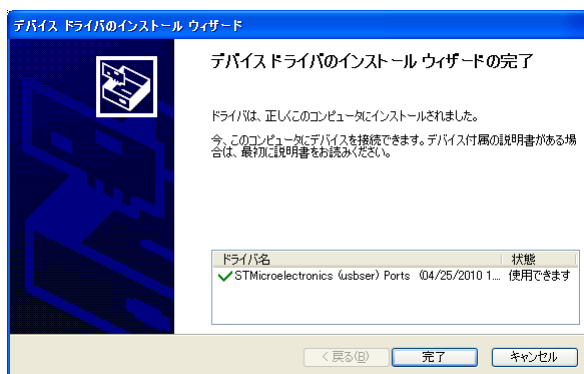 デバイス ドライバのインストール ウィザード
デバイス ドライバのインストール ウィザードの完了
ドライバは、正しくこのコンピュータにインストールされました。
今、このコンピュータにデバイスを接続できます。デバイス付属の説明書がある場
合は、最初に説明書をお読みください。
ドライバ名 状態
STMicroelectronics (usbser) Ports (04/25/2010 1... 使用できます
< 戻る(B) 完了 キャンセル